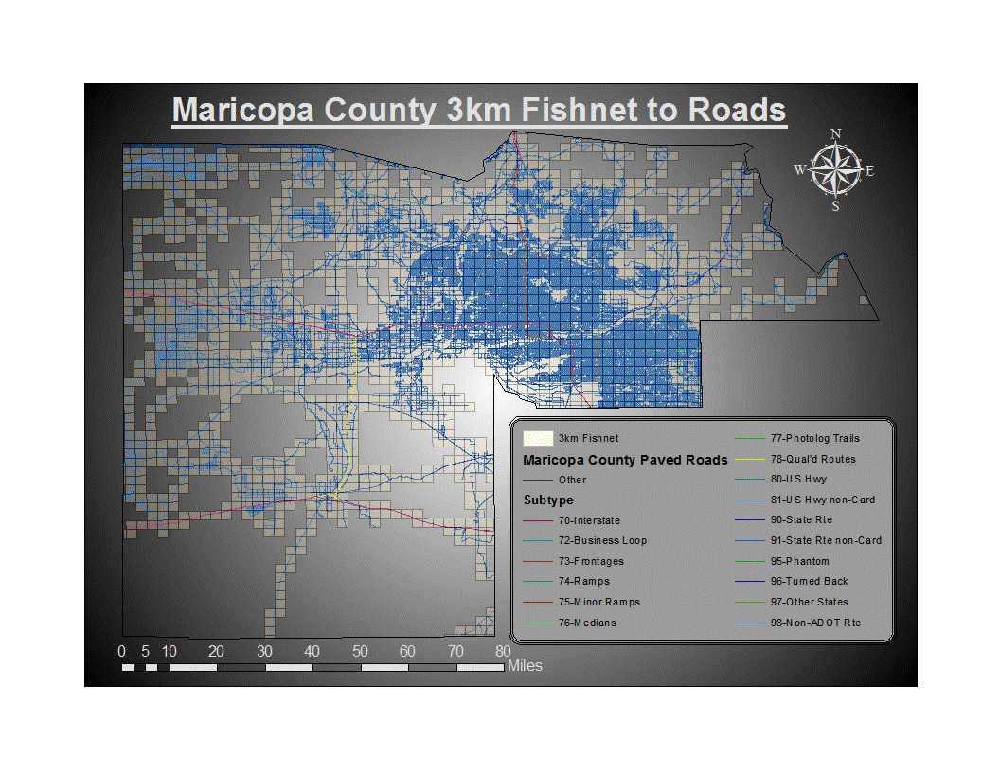 Maricopa County 3km Fishnet to Roads
N
W E
S
3km Fishnet
Maricopa County Paved Roads
Other
Subtype
70-Interstate
72-Business Loop
73-Frontages
74-Ramps
75-Minor Ramps
76-Medians
77-Photolog Trails
78-Qual'd Routes
80-US Hwy
81-US Hwy non-Card
90-State Rte
91-State Rte non-Card
95-Phantom
96-Turned Back
97-Other States
98-Non-ADOT Rte
0 5 10 20 30 40 50 60 70 80
Miles